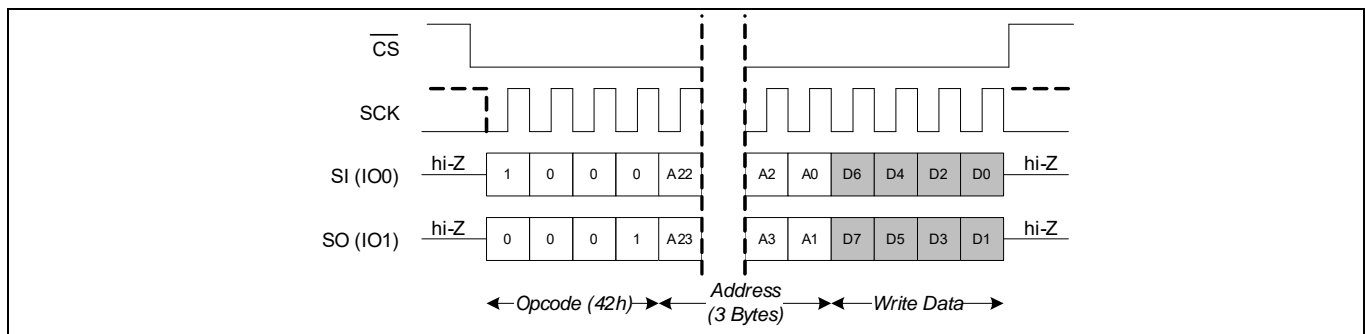 CS
SCK
SI (IO0) hi-Z 1 0 0 0 A22 A2 A0 D6 D4 D2 D0 hi-Z
SO (IO1) hi-Z 0 0 0 1 A23 A3 A1 D7 D5 D3 D1 hi-Z
Opcode (42h) Address Write Data
(3 Bytes)